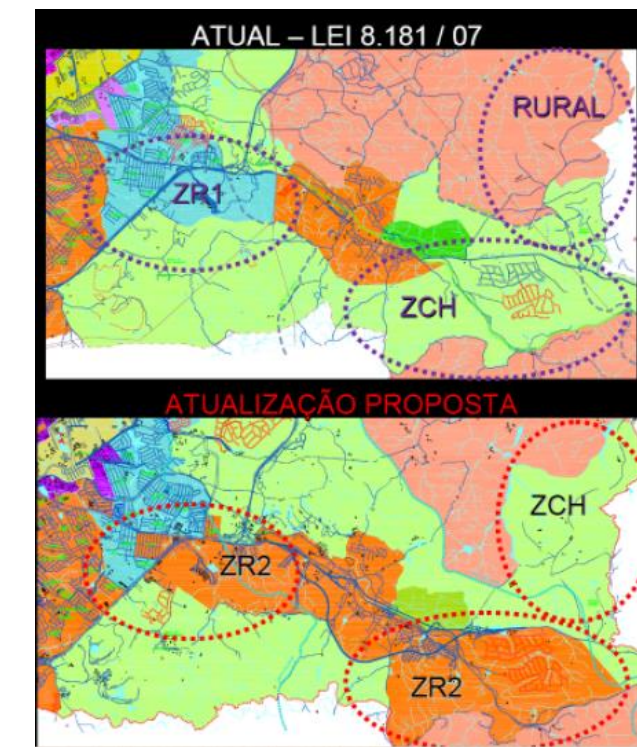 ATUAL – LEI 8.181 / 07
RURAL
ZR1
ZCH
ATUALIZAÇÃO PROPOSTA
ZCH
ZR2
ZR2